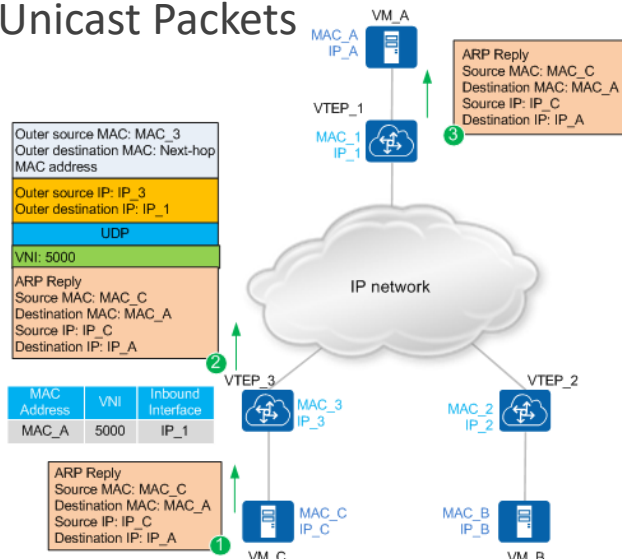 Unicast Packets
VM_A
MAC_A
IP_A
ARP Reply
Source MAC: MAC_C
Destination MAC: MAC_A
Source IP: IP_C
Destination IP: IP_A
3
VTEP_1
MAC_1
IP_1
Outer source MAC: MAC_3
Outer destination MAC: Next-hop
MAC address
Outer source IP: IP_3
Outer destination IP: IP_1
UDP
VNI: 5000
ARP Reply
Source MAC: MAC_C
Destination MAC: MAC_A
Source IP: IP_C
Destination IP: IP_A
2
IP network
VTEP_3
MAC_3
IP_3
VTEP_2
MAC_2
IP_2
MAC Address VNI Inbound Interface
MAC_A 5000 IP_1
ARP Reply
Source MAC: MAC_C
Destination MAC: MAC_A
Source IP: IP_C
Destination IP: IP_A
1
MAC_C
IP_C
VM_C
MAC_B
IP_B
VM_B